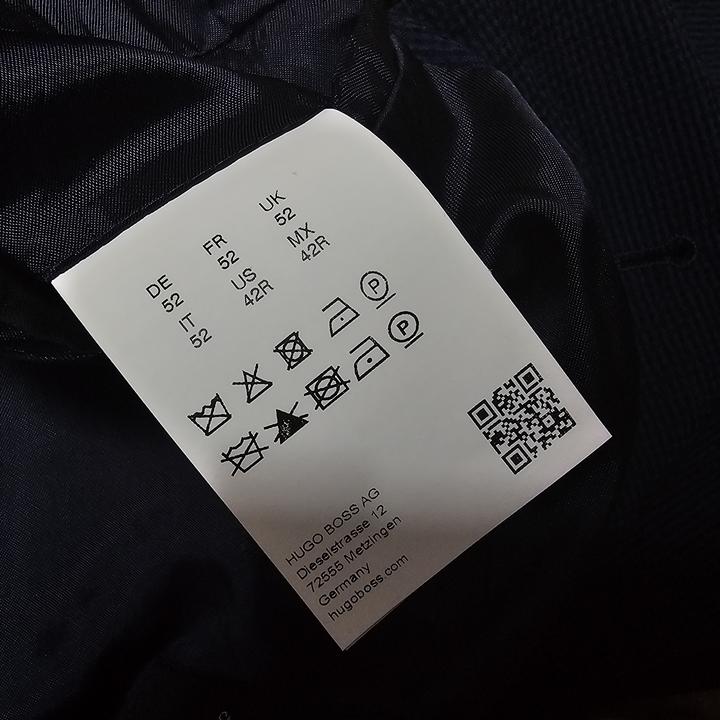 DE
52
FR
52
UK
52
IT
52
US
42R
MX
42R
P
P
HUGO BOSS AG
Dieselstrasse 12
72555 Metzingen
Germany
hugoboss.com